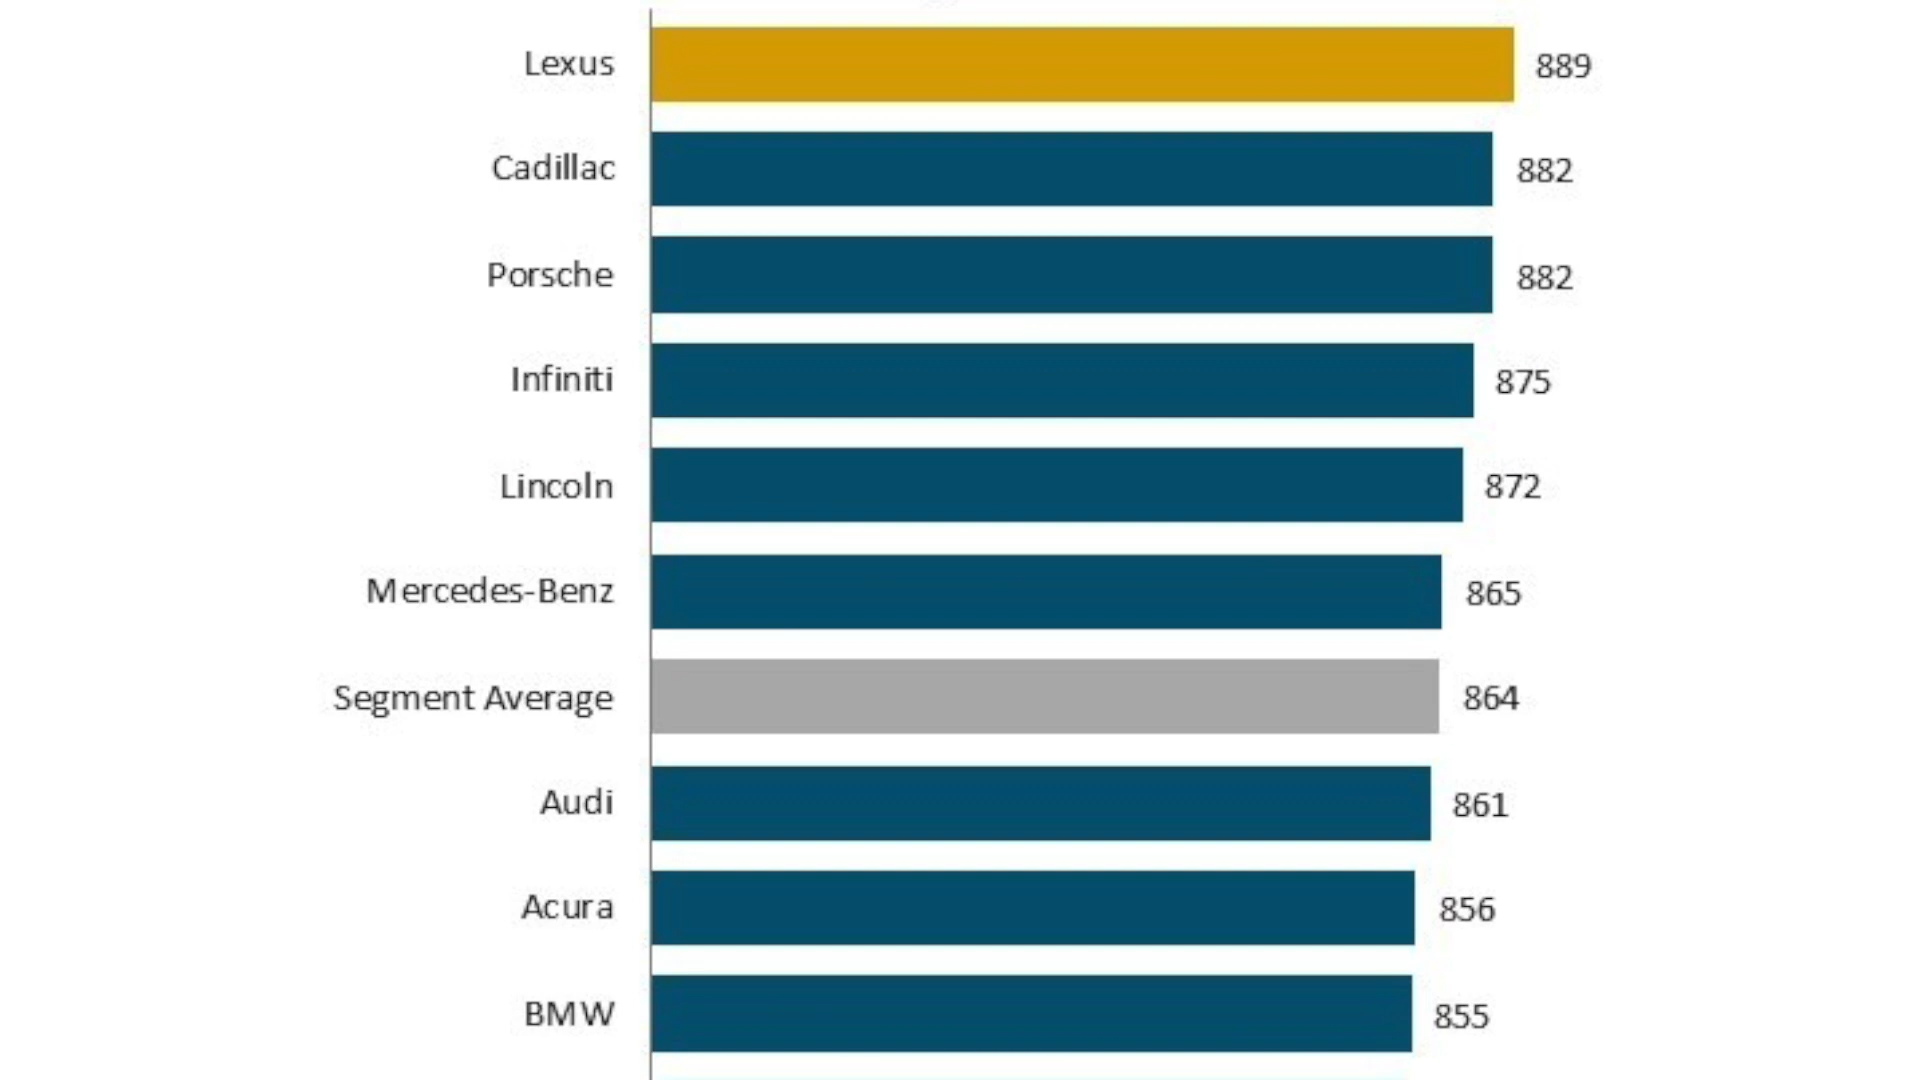 Lexus 889
Cadillac 882
Porsche 882
Infiniti 875
Lincoln 872
Mercedes-Benz 865
Segment Average 864
Audi 861
Acura 856
BMW 855